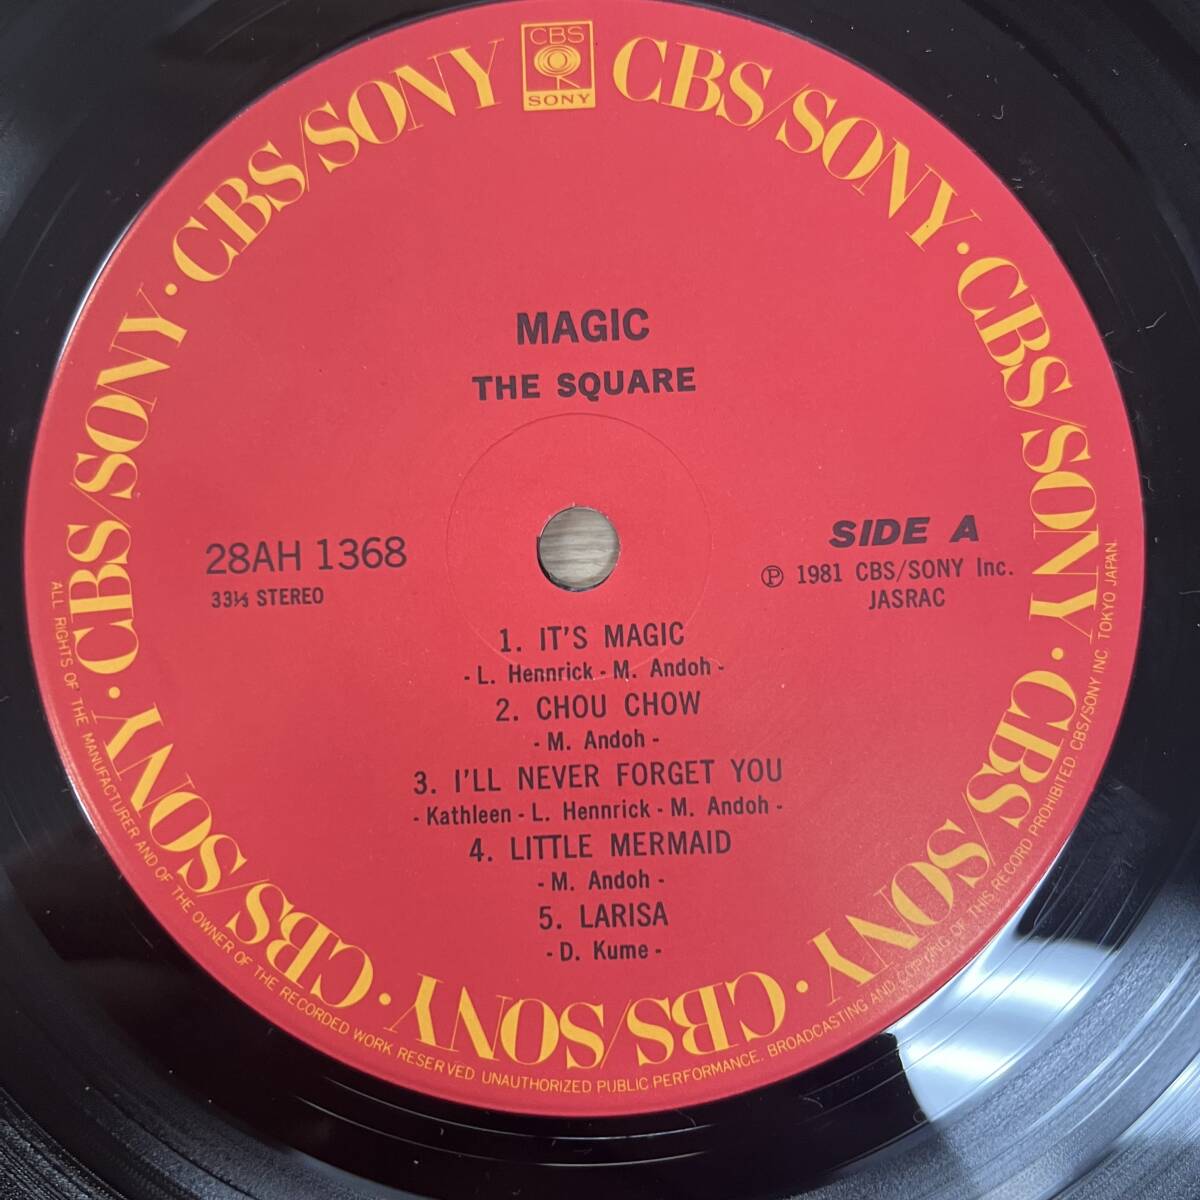 CBS
SONY
CBS/SONY · CBS/SONY · CBS/SONY · CBS/SONY · CBS/SONY · CBS/SONY · CBS/SONY · CBS/SONY · CBS/SONY
MAGIC
THE SQUARE
28AH 1368
33⅓ STEREO
SIDE A
Ⓟ 1981 CBS/SONY Inc.
JASRAC
1. IT'S MAGIC
- L. Hennrick - M. Andoh -
2. CHOU CHOW
- M. Andoh -
3. I'LL NEVER FORGET YOU
- Kathleen - L. Hennrick - M. Andoh -
4. LITTLE MERMAID
- M. Andoh -
5. LARISA
- D. Kume -
ALL RIGHTS OF THE MANUFACTURER AND OF THE OWNER OF THE RECORDED WORK RESERVED UNAUTHORIZED PUBLIC PERFORMANCE. BROADCASTING AND COPYING OF THIS RECORD PROHIBITED. CBS/SONY INC. TOKYO JAPAN.